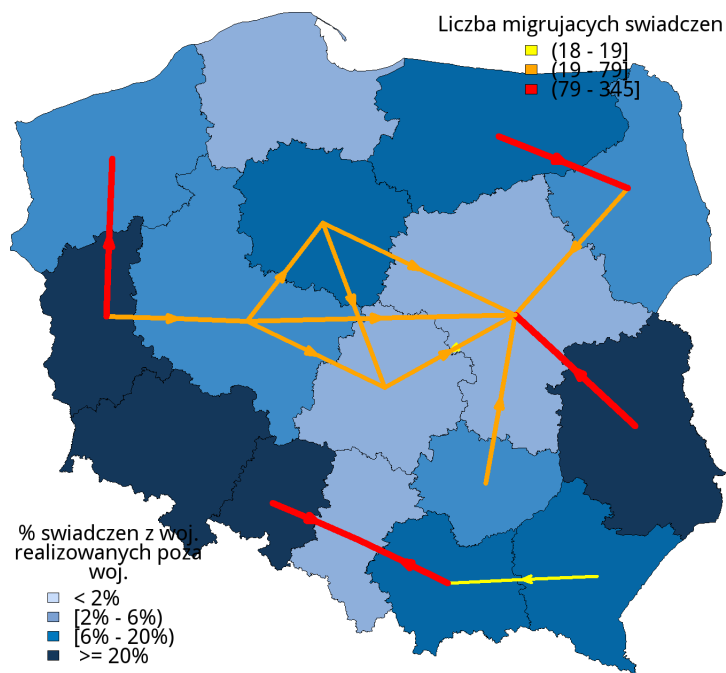 Liczba migrujacych swiadczen
(18 - 19]
(19 - 79]
(79 - 345]
% swiadczen z woj.
realizowanych poza
woj.
< 2%
[2% - 6%)
[6% - 20%)
>= 20%